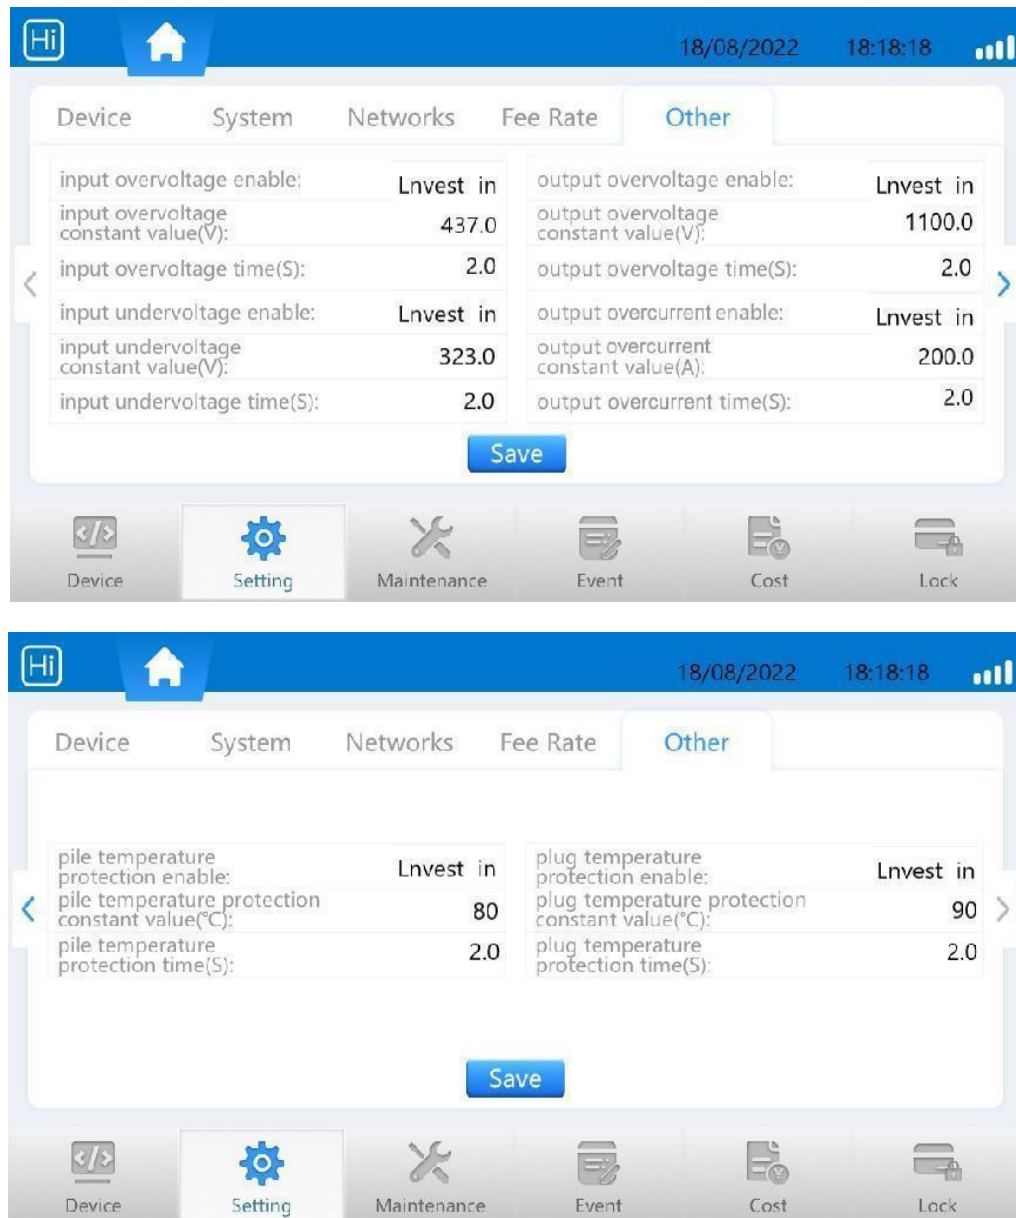 Hi 18/08/2022 18:18:18
Device System Networks Fee Rate Other
input overvoltage enable: Lnvest in output overvoltage enable: Lnvest in
input overvoltage
constant value(V): 437.0 output overvoltage
constant value(V): 1100.0
input overvoltage time(S): 2.0 output overvoltage time(S): 2.0
input undervoltage enable: Lnvest in output overcurrent enable: Lnvest in
input undervoltage
constant value(V): 323.0 output overcurrent
constant value(A): 200.0
input undervoltage time(S): 2.0 output overcurrent time(S): 2.0
Save
Device Setting Maintenance Event Cost Lock
Hi 18/08/2022 18:18:18
Device System Networks Fee Rate Other
pile temperature
protection enable: Lnvest in plug temperature
protection enable: Lnvest in
pile temperature protection
constant value(°C): 80 plug temperature protection
constant value(°C): 90
pile temperature
protection time(S): 2.0 plug temperature
protection time(S): 2.0
Save
Device Setting Maintenance Event Cost Lock